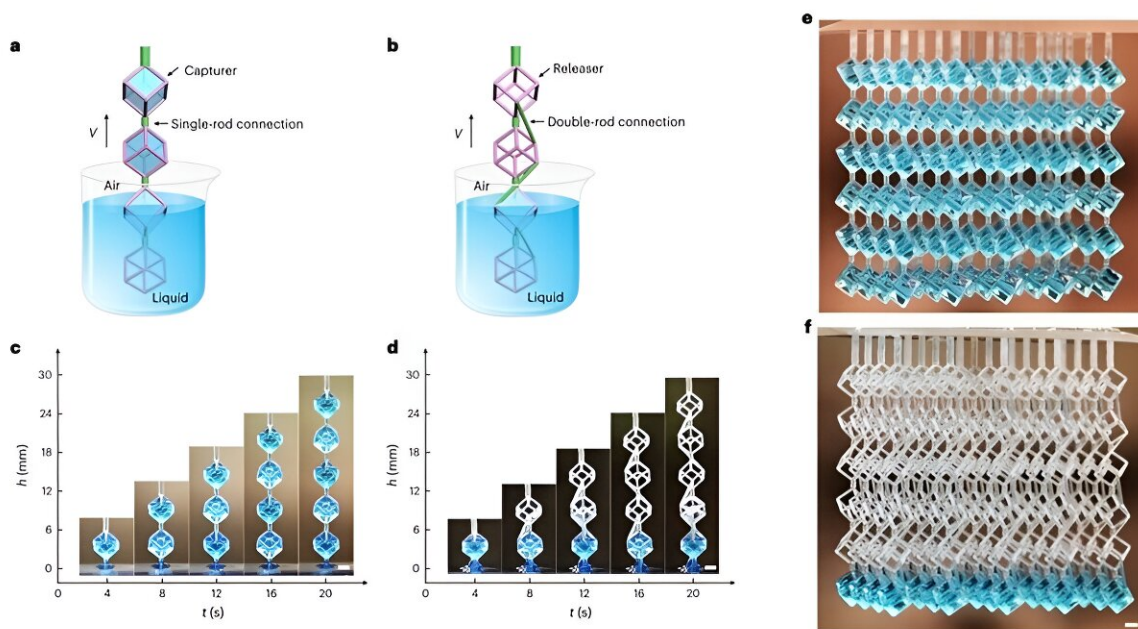 a
Capturer
Single-rod connection
V
Air
Liquid
b
Releaser
Double-rod connection
V
Air
Liquid
c
h (mm)
30
24
18
12
6
0
0 4 8 12 16 20
t (s)
d
h (mm)
30
24
18
12
6
0
0 4 8 12 16 20
t (s)
e
f